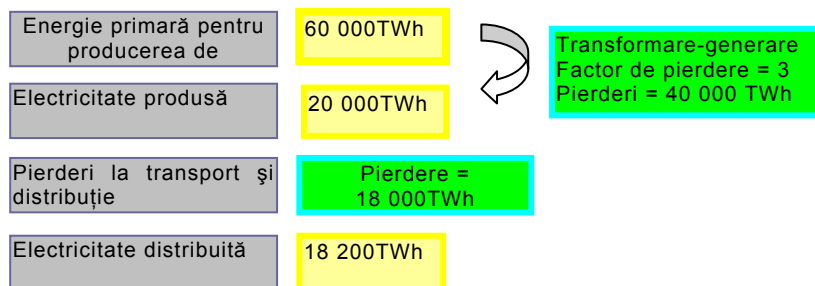 Energie primară pentru
producerea de
60 000TWh
Transformare-generare
Factor de pierdere = 3
Pierderi = 40 000 TWh
Electricitate produsă
20 000TWh
Pierderi la transport şi
distribuție
Pierdere =
18 000TWh
Electricitate distribuită
18 200TWh